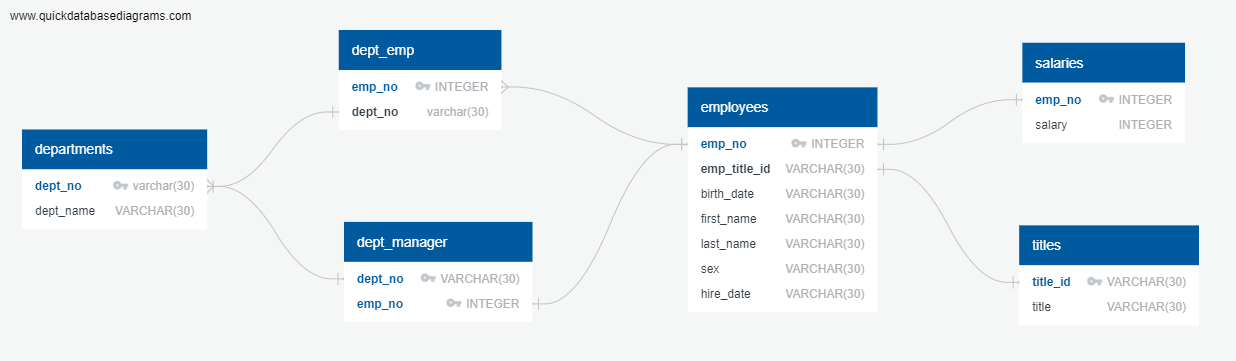 www.quickdatabasediagrams.com
departments
dept_no varchar(30)
dept_name VARCHAR(30)
dept_emp
emp_no INTEGER
dept_no varchar(30)
dept_manager
dept_no VARCHAR(30)
emp_no INTEGER
employees
emp_no INTEGER
emp_title_id VARCHAR(30)
birth_date VARCHAR(30)
first_name VARCHAR(30)
last_name VARCHAR(30)
sex VARCHAR(30)
hire_date VARCHAR(30)
salaries
emp_no INTEGER
salary INTEGER
titles
title_id VARCHAR(30)
title VARCHAR(30)